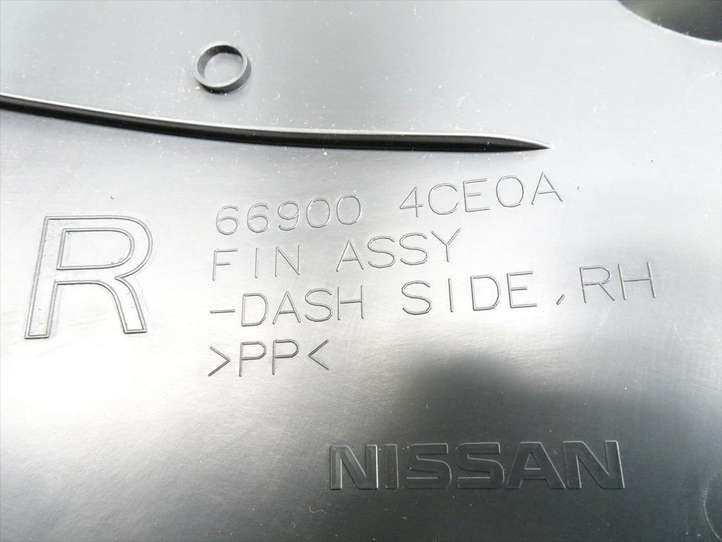 R
66900 4CE0A
FIN ASSY
-DASH SIDE, RH
>PP<
NISSAN